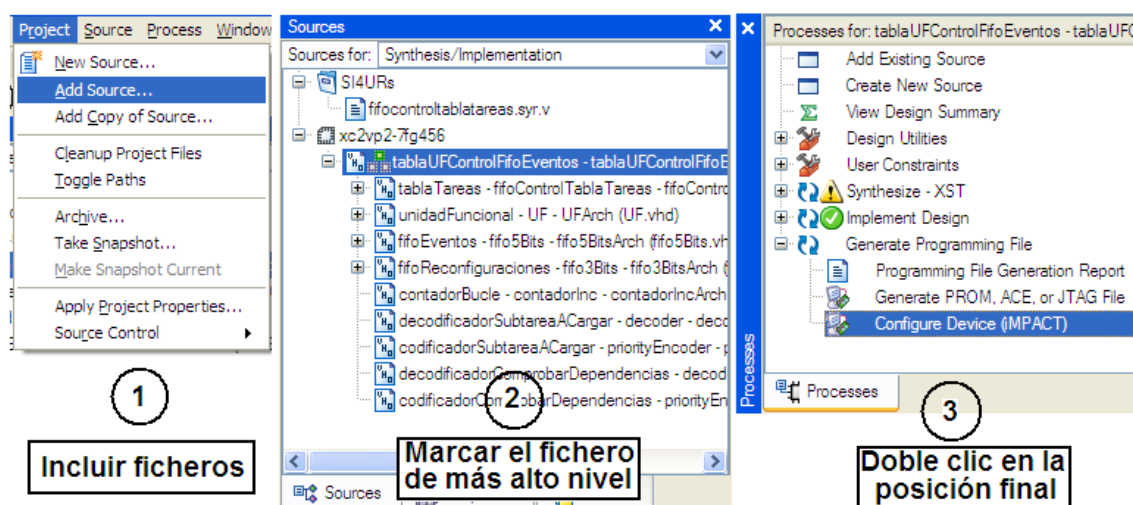 Project Source Process Window
New Source...
Add Source...
Add Copy of Source...
Cleanup Project Files
Toggle Paths
Archive...
Take Snapshot...
Make Snapshot Current
Apply Project Properties...
Source Control
1
Incluir ficheros
Sources
Sources for: Synthesis/Implementation
SI4URs
fifocontroltablatareas.syr.v
xc2vp2-7fg456
tablaUFControlFifoEventos - tablaUFControlFifoE
tablaTareas - fifoControlTablaTareas - fifoContro
unidadFuncional - UF - UFArch (UF.vhd)
fifoEventos - fifo5Bits - fifo5BitsArch (fifo5Bits.vh
fifoReconfiguraciones - fifo3Bits - fifo3BitsArch (
contadorBucle - contadorInc - contadorIncArch
decodificadorSubtareaACargar - decoder - deco
codificadorSubtareaACargar - priorityEncoder - p
decodificadorComprobarDependencias - decod
codificadorComprobarDependencias - priorityEn
2
Marcar el fichero
de más alto nivel
Sources
Processes for: tablaUFControlFifoEventos - tablaUFC
Add Existing Source
Create New Source
View Design Summary
Design Utilities
User Constraints
Synthesize - XST
Implement Design
Generate Programming File
Programming File Generation Report
Generate PROM, ACE, or JTAG File
Configure Device (iMPACT)
Processes
Processes
3
Doble clic en la
posición final